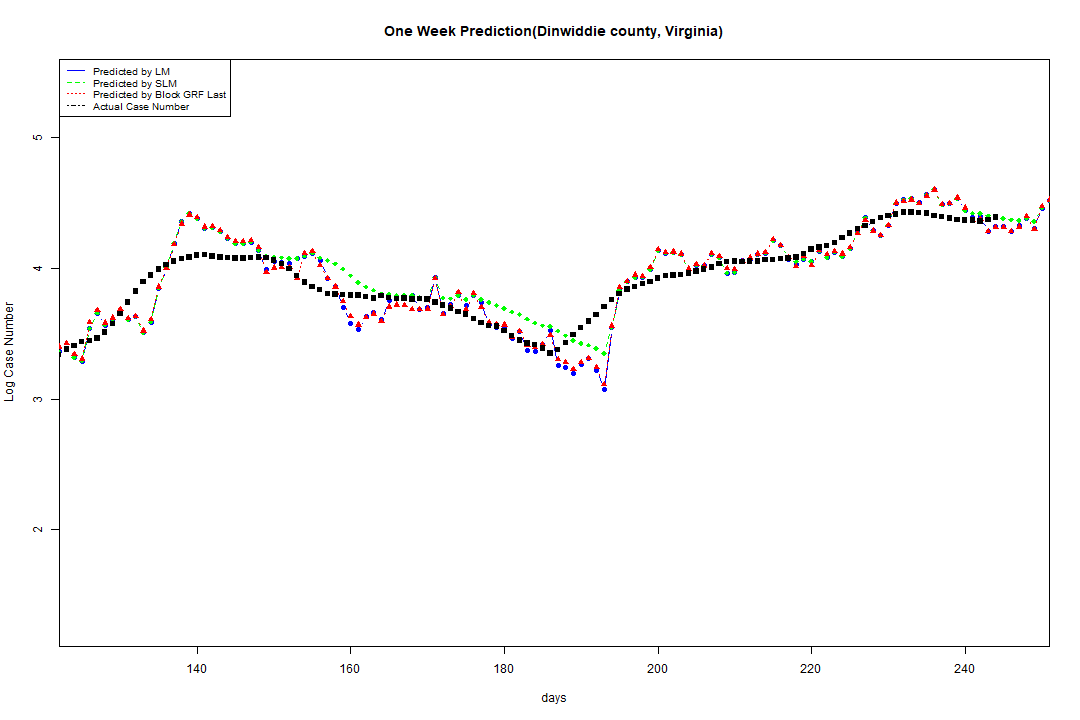 One Week Prediction(Dinwiddie county, Virginia)
Predicted by LM
Predicted by SLM
Predicted by Block GRF Last
Actual Case Number
5
4
3
2
Log Case Number
140 160 180 200 220 240
days